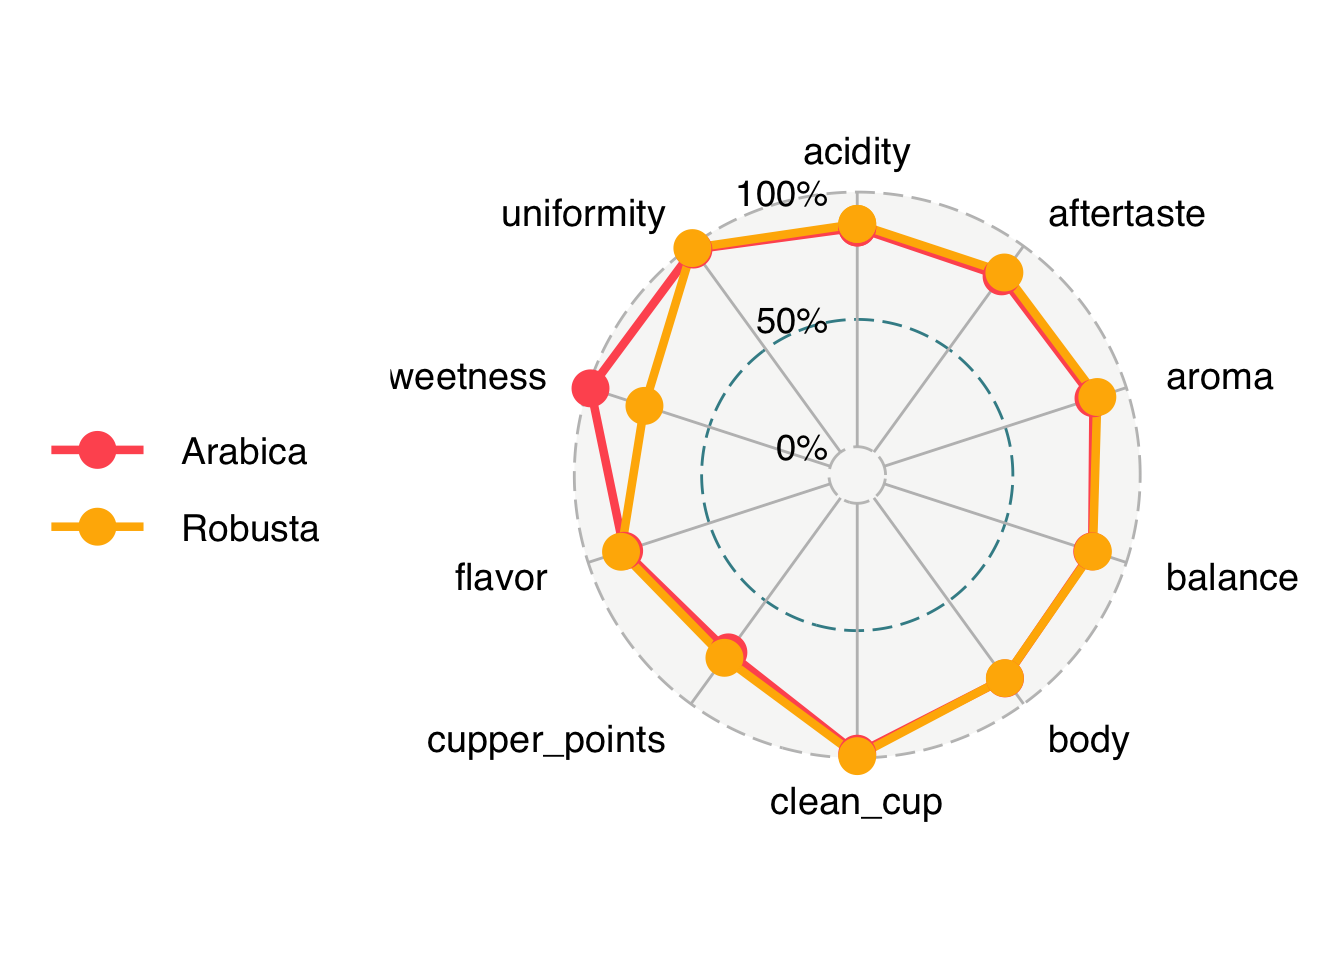 acidity
100%
uniformity
aftertaste
50%
weetness
aroma
0%
Arabica
Robusta
flavor
balance
cupper_points
body
clean_cup